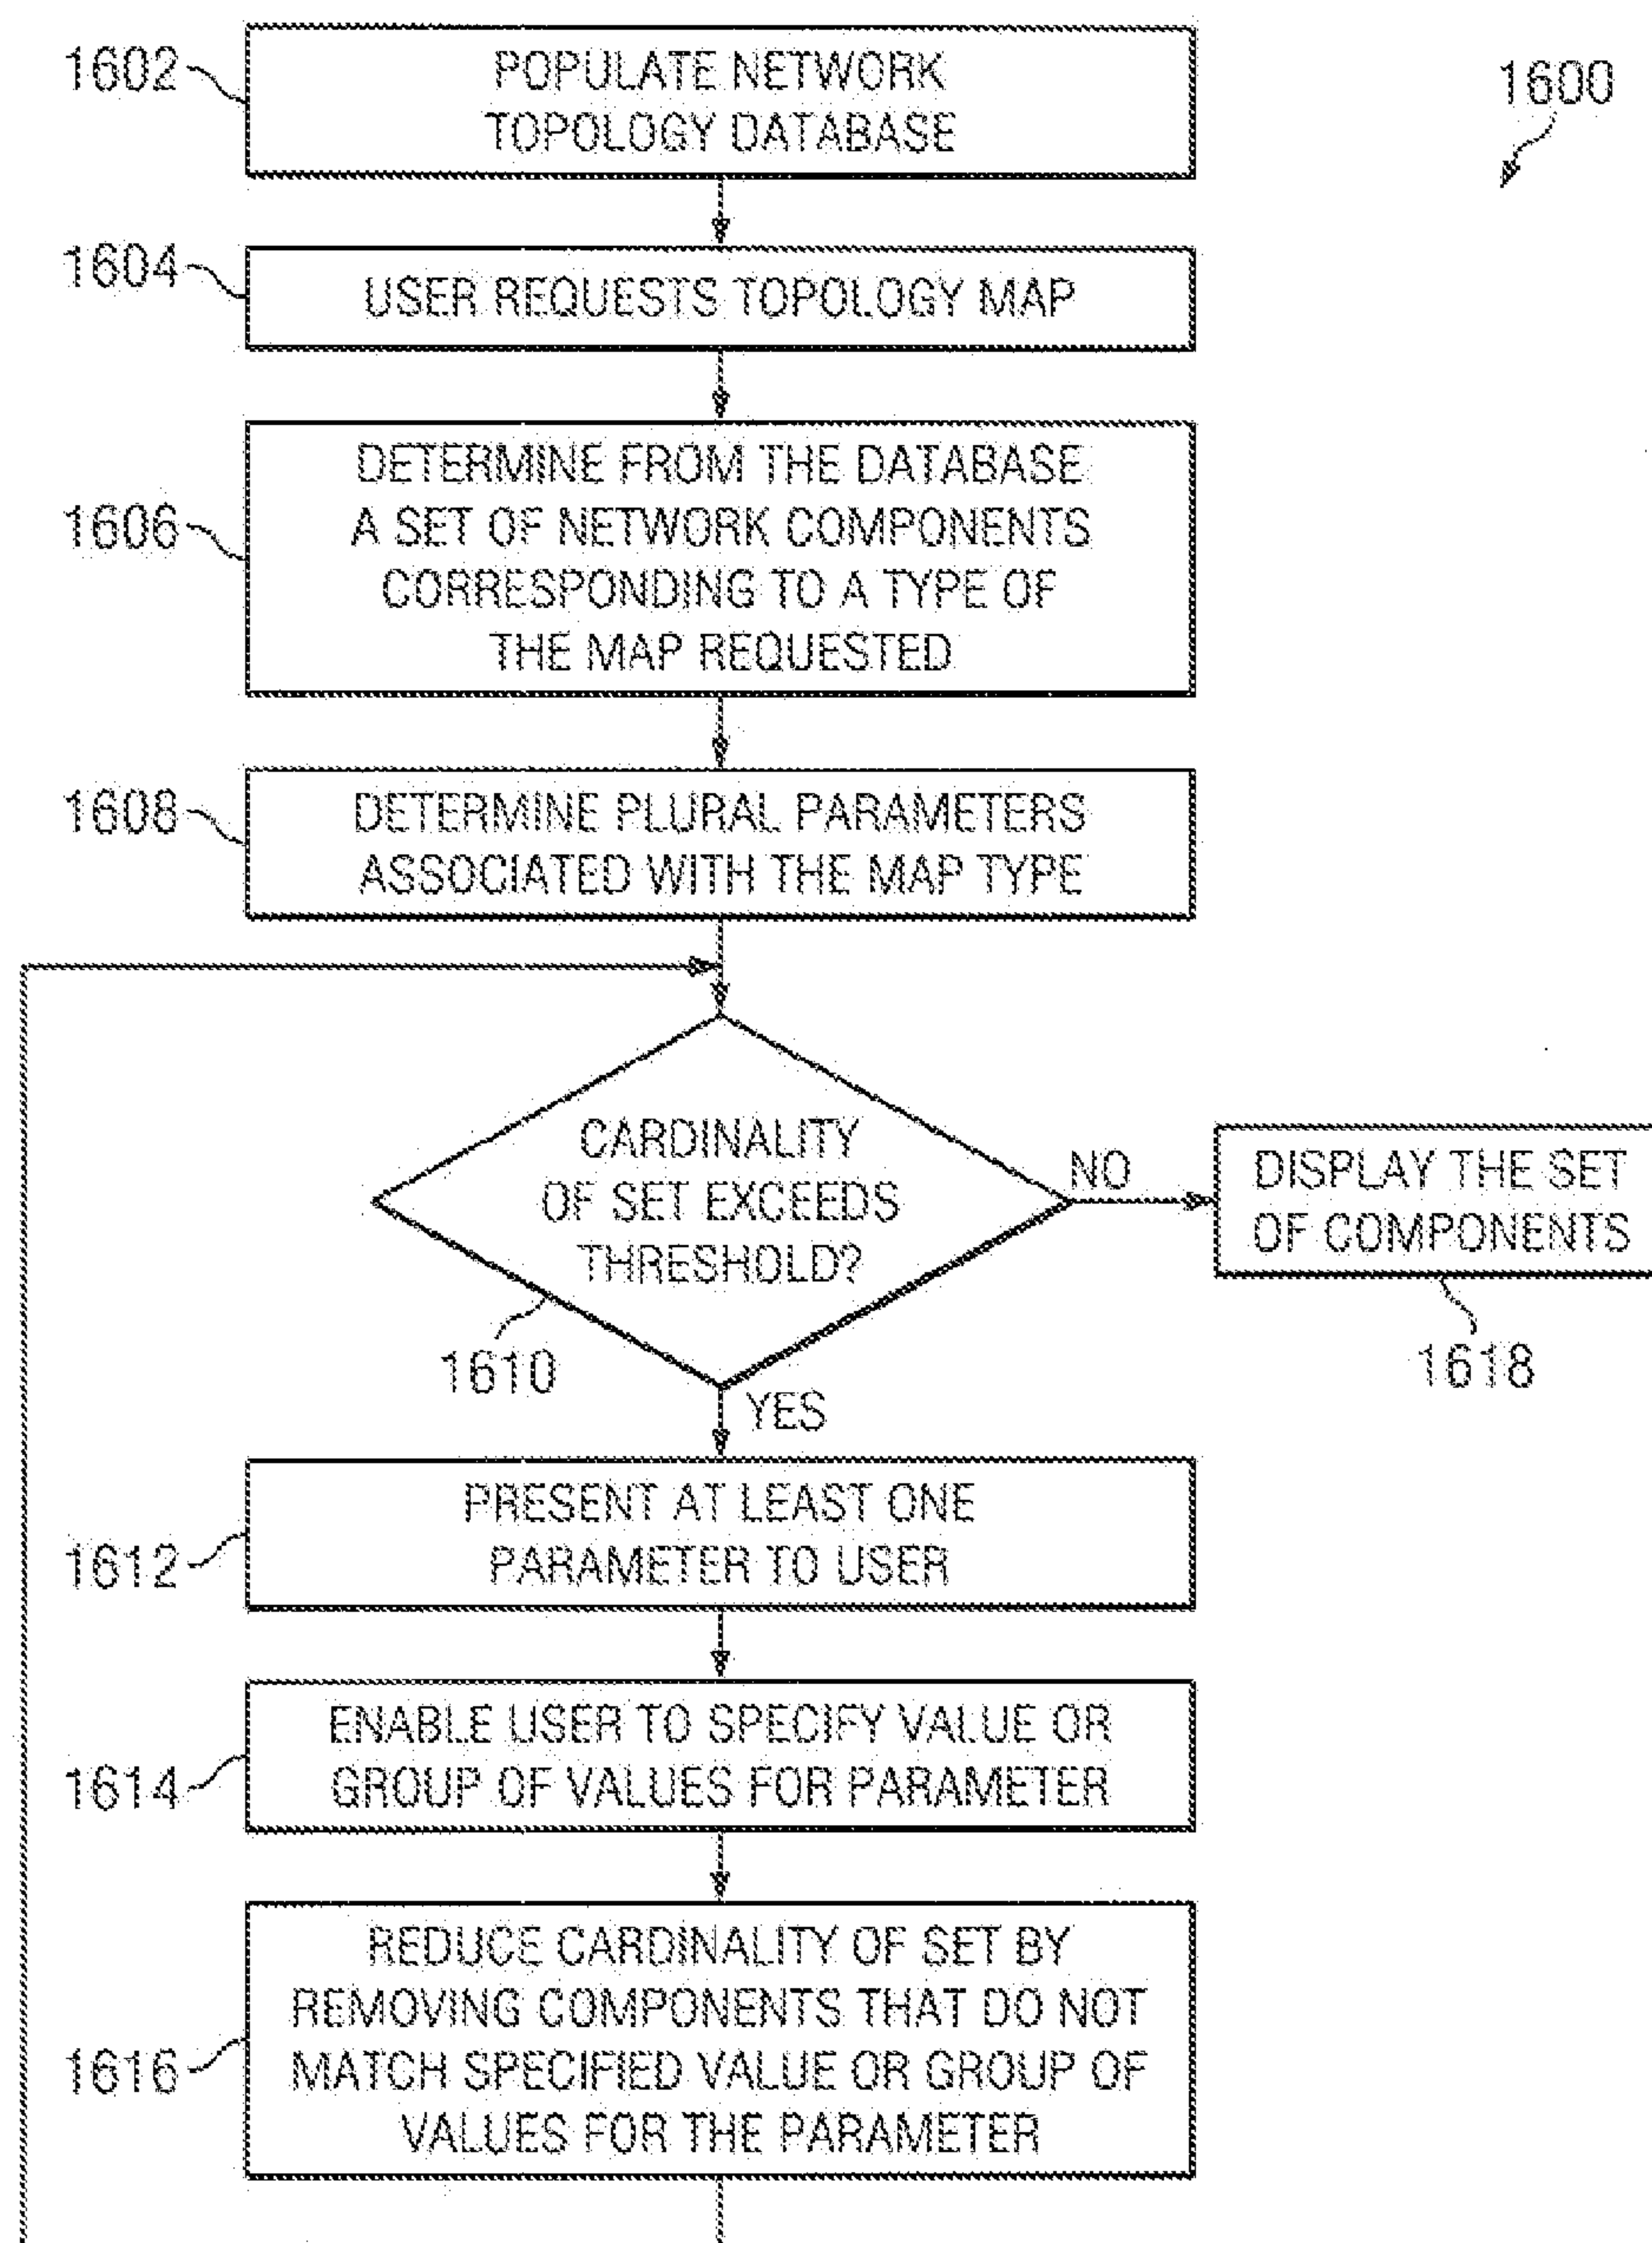 1600
1602
POPULATE NETWORK
TOPOLOGY DATABASE
1604
USER REQUESTS TOPOLOGY MAP
1606
DETERMINE FROM THE DATABASE
A SET OF NETWORK COMPONENTS
CORRESPONDING TO A TYPE OF
THE MAP REQUESTED
1608
DETERMINE PLURAL PARAMETERS
ASSOCIATED WITH THE MAP TYPE
CARDINALITY
OF SET EXCEEDS
THRESHOLD?
1610
NO
DISPLAY THE SET
OF COMPONENTS
1618
YES
1612
PRESENT AT LEAST ONE
PARAMETER TO USER
1614
ENABLE USER TO SPECIFY VALUE OR
GROUP OF VALUES FOR PARAMETER
1616
REDUCE CARDINALITY OF SET BY
REMOVING COMPONENTS THAT DO NOT
MATCH SPECIFIED VALUE OR GROUP OF
VALUES FOR THE PARAMETER